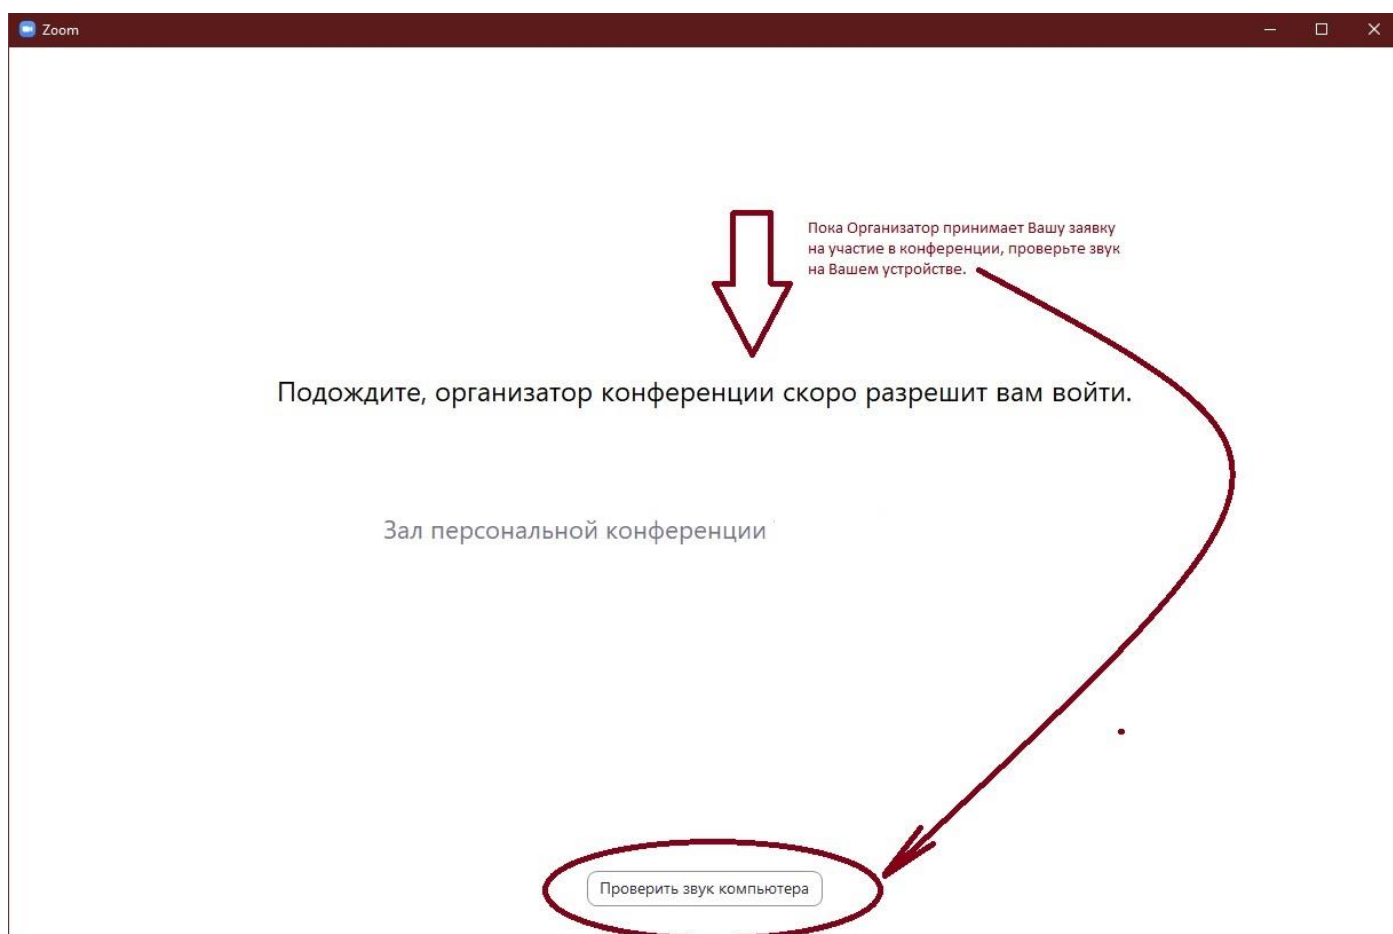 Zoom
Пока Организатор принимает Вашу заявку
на участие в конференции, проверьте звук
на Вашем устройстве.
Подождите, организатор конференции скоро разрешит вам войти.
Зал персональной конференции
Проверить звук компьютера